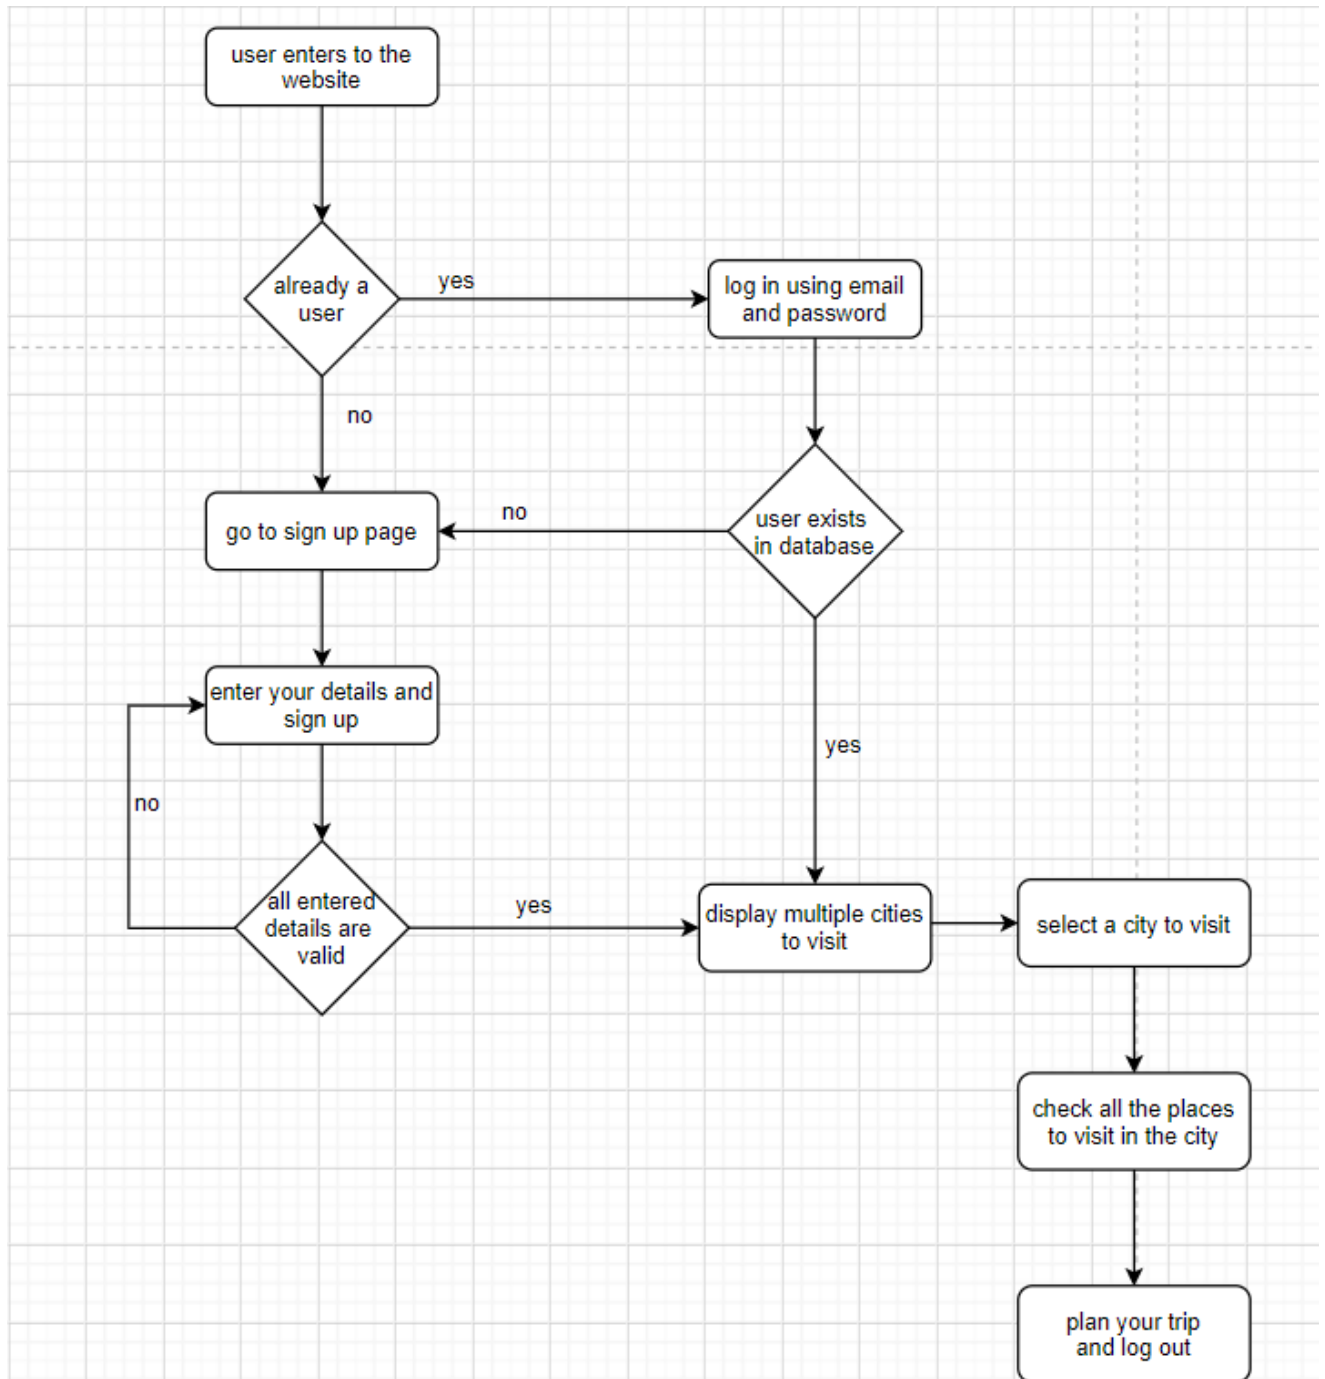 user enters to the
website
already a
user
yes
log in using email
and password
no
go to sign up page
no
user exists
in database
enter your details and
sign up
yes
no
all entered
details are
valid
yes
display multiple cities
to visit
select a city to visit
check all the places
to visit in the city
plan your trip
and log out